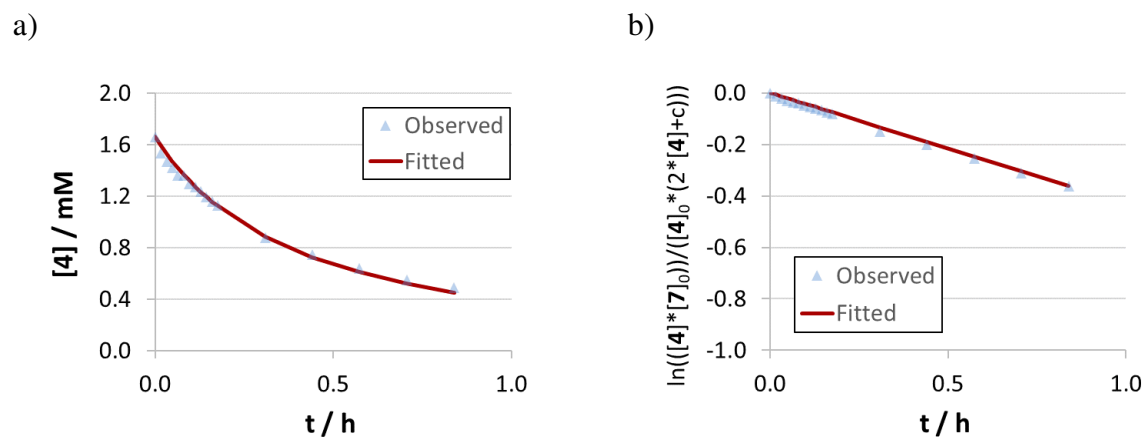 a)
[4] / mM
2.0
1.6
1.2
0.8
0.4
0.0
Observed
Fitted
0.0 0.5 1.0
t / h
b)
ln(([4]*[7]₀))/([4]₀*(2*[4]+c)))
0.0
-0.2
-0.4
-0.6
-0.8
-1.0
Observed
Fitted
0.0 0.5 1.0
t / h